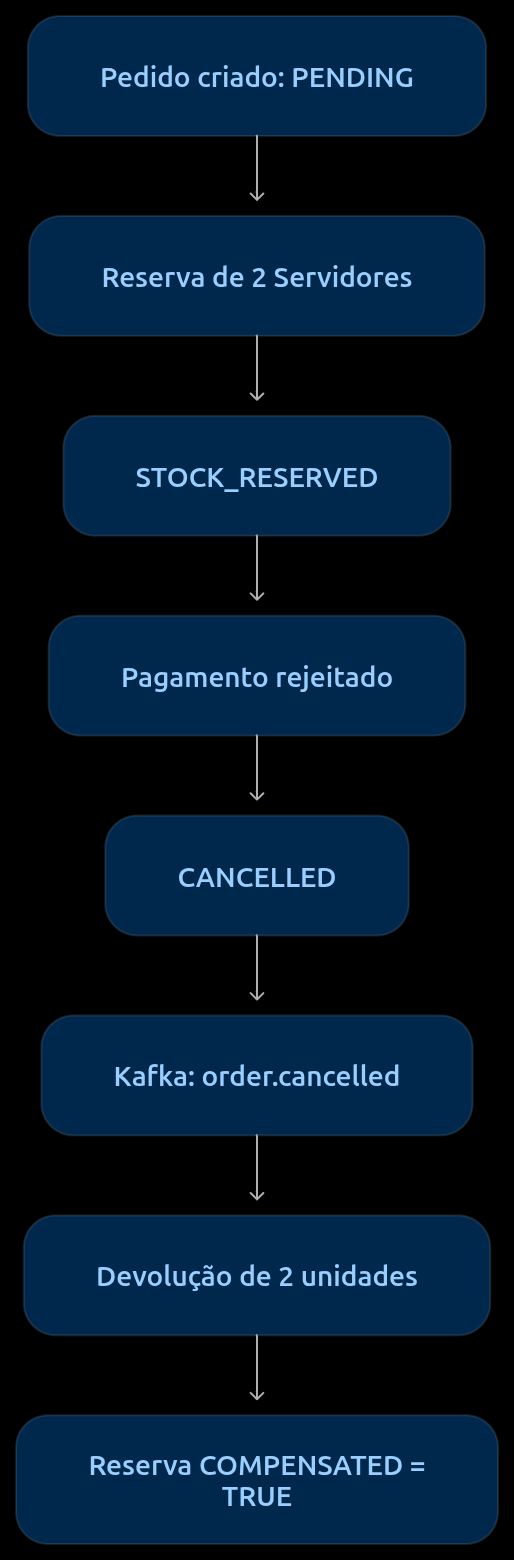 Pedido criado: PENDING
Reserva de 2 Servidores
STOCK_RESERVED
Pagamento rejeitado
CANCELLED
Kafka: order.cancelled
Devolução de 2 unidades
Reserva COMPENSATED =
TRUE